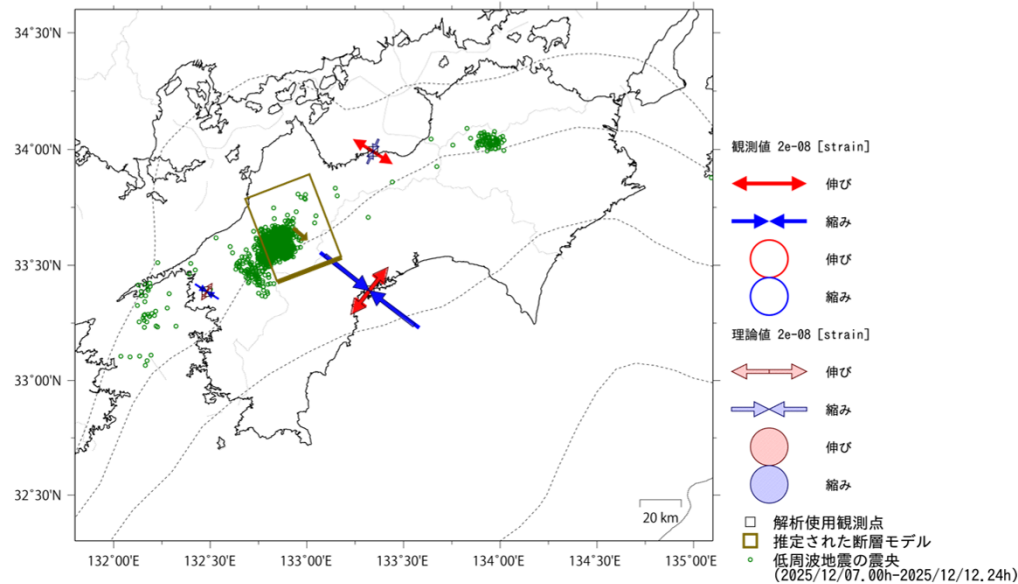 34°30'N
34°00'N
33°30'N
33°00'N
32°30'N
132°00'E
132°30'E
133°00'E
133°30'E
134°00'E
134°30'E
135°00'E
20 km
観測値 2e-08 [strain]
伸び
縮み
伸び
縮み
理論値 2e-08 [strain]
伸び
縮み
伸び
縮み
解析使用観測点
推定された断層モデル
低周波地震の震央
(2025/12/07.00h-2025/12/12.24h)